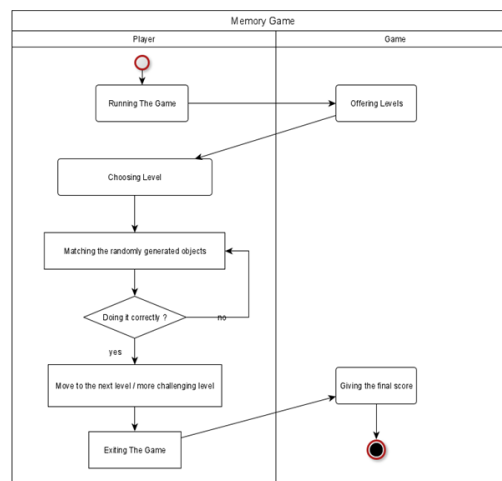 Memory Game
Player
Game
Running The Game
Offering Levels
Choosing Level
Matching the randomly generated objects
Doing it correctly ?
no
yes
Move to the next level / more challenging level
Giving the final score
Exiting The Game